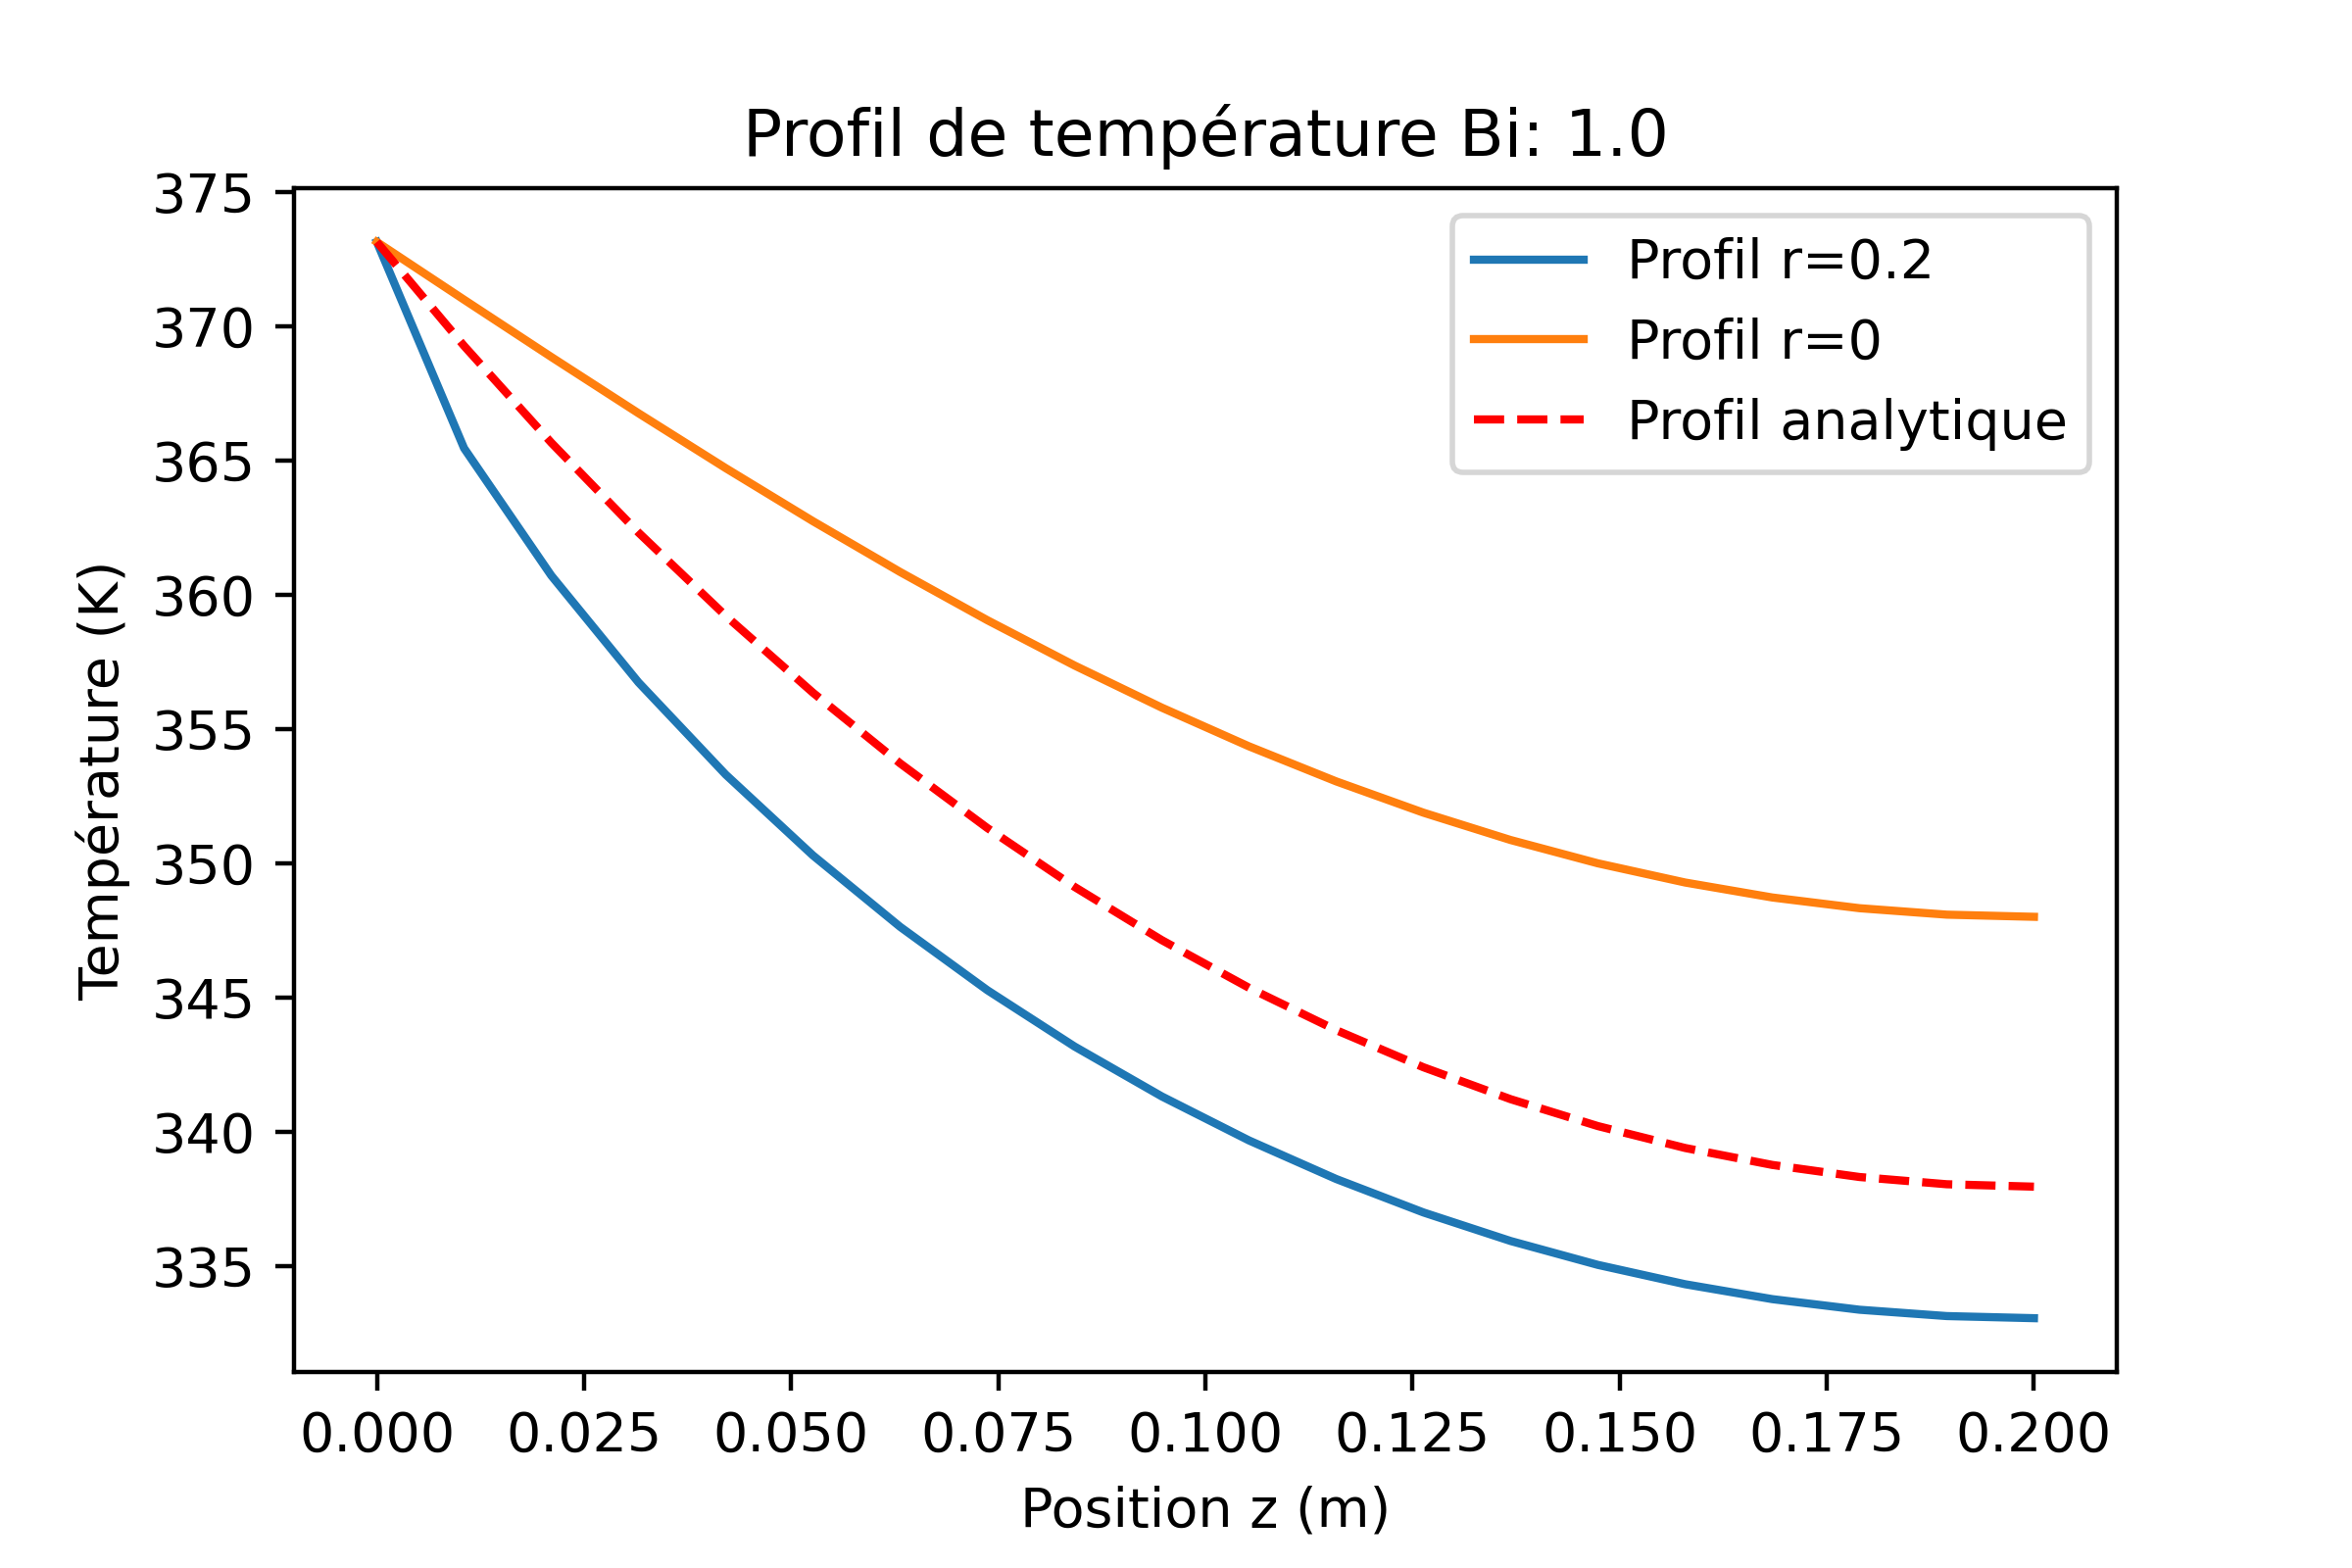 Profil de température Bi: 1.0
375
370
365
360
355
350
345
340
335
Température (K)
Profil r=0.2
Profil r=0
Profil analytique
0.000 0.025 0.050 0.075 0.100 0.125 0.150 0.175 0.200
Position z (m)